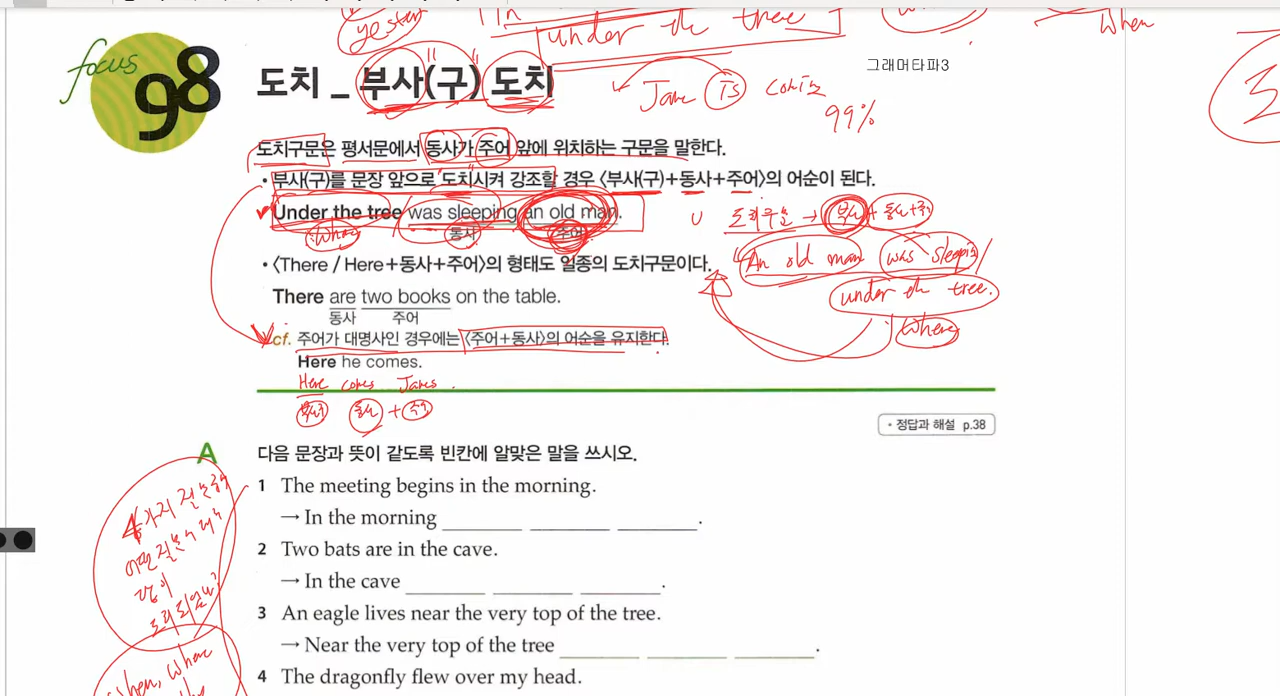 yester
In
under the tree
When
focus
98
도치 _ 부사(구) 도치
그래머타파3
Jane is
99%
도치구문은 평서문에서 동사가 주어 앞에 위치하는 구문을 말한다.
• 부사(구)를 문장 앞으로 도치시켜 강조할 경우 〈부사(구)+동사+주어〉의 어순이 된다.
Under the tree was sleeping an old man.
동사 주어
도치구문 → 부사 + 동사+주어
"An old man was sleeping /
under the tree.
where
• 〈There / Here+동사+주어〉의 형태도 일종의 도치구문이다.
There are two books on the table.
동사 주어
cf. 주어가 대명사인 경우에는 〈주어+동사〉의 어순을 유지한다.
Here he comes.
Here comes James.
부사 동사 + 주어
• 정답과 해설 p.38
A 다음 문장과 뜻이 같도록 빈칸에 알맞은 말을 쓰시오.
1 The meeting begins in the morning.
→ In the morning ________ ________ ________.
2 Two bats are in the cave.
→ In the cave ________ ________ ________.
3 An eagle lives near the very top of the tree.
→ Near the very top of the tree ________ ________ ________.
4 The dragonfly flew over my head.
when, where